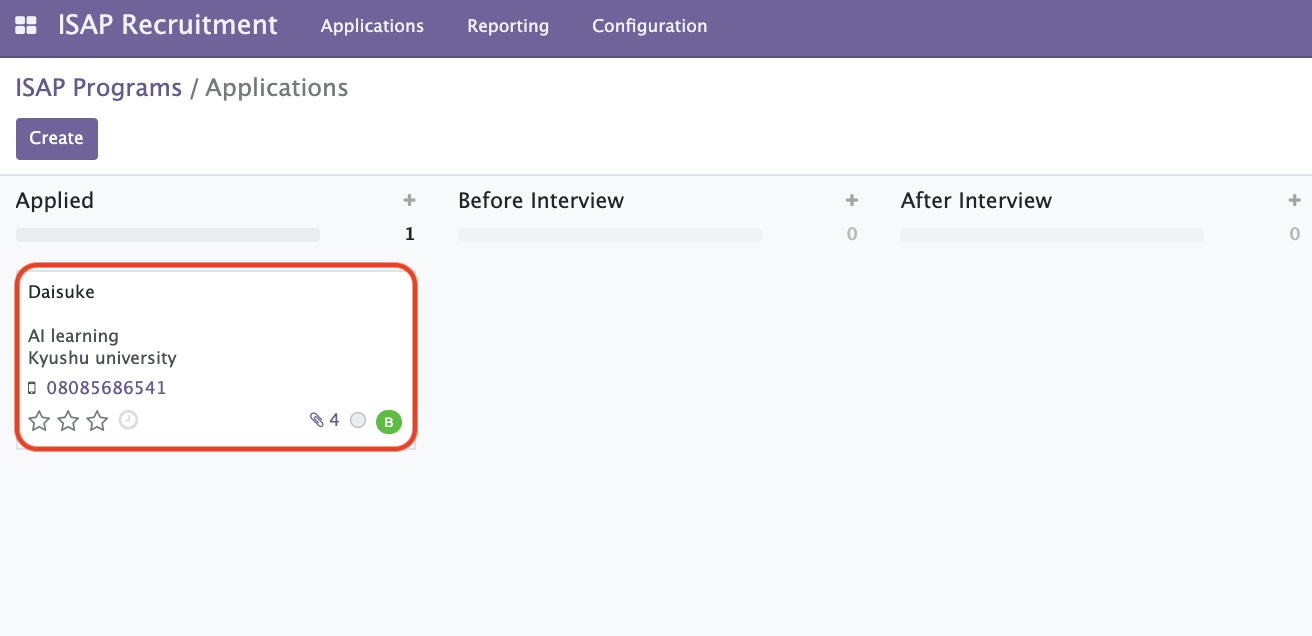 ISAP Recruitment Applications Reporting Configuration
ISAP Programs / Applications
Create
Applied +
1
Before Interview +
0
After Interview +
0
Daisuke
AI learning
Kyushu university
08085686541
4 B